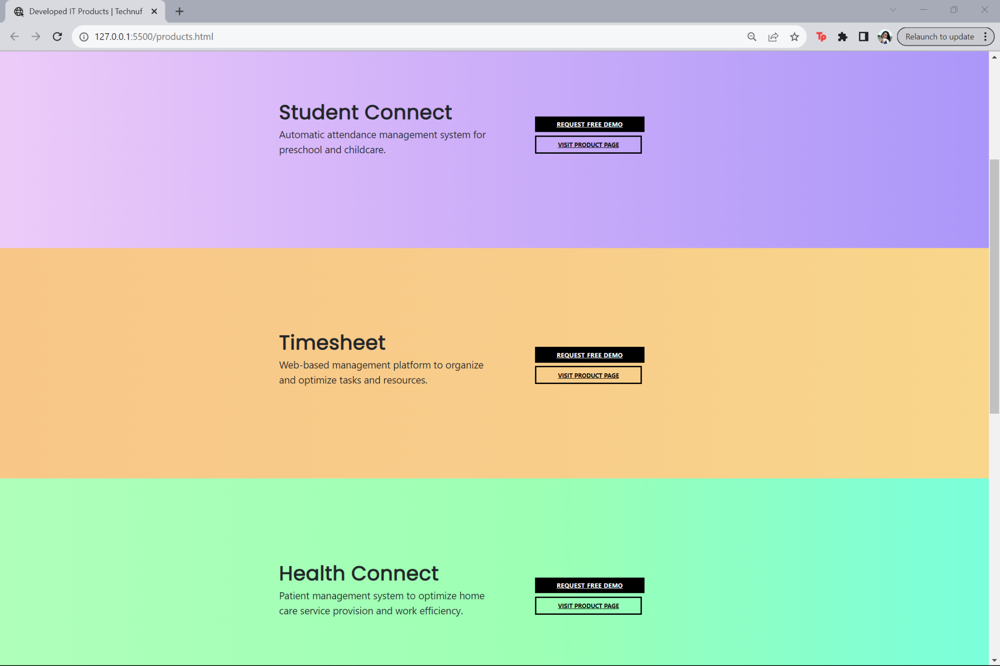 Developed IT Products | Technuf
127.0.0.1:5500/products.html
Tp
Relaunch to update
Student Connect
Automatic attendance management system for
preschool and childcare.
REQUEST FREE DEMO
VISIT PRODUCT PAGE
Timesheet
Web-based management platform to organize
and optimize tasks and resources.
REQUEST FREE DEMO
VISIT PRODUCT PAGE
Health Connect
Patient management system to optimize home
care service provision and work efficiency.
REQUEST FREE DEMO
VISIT PRODUCT PAGE